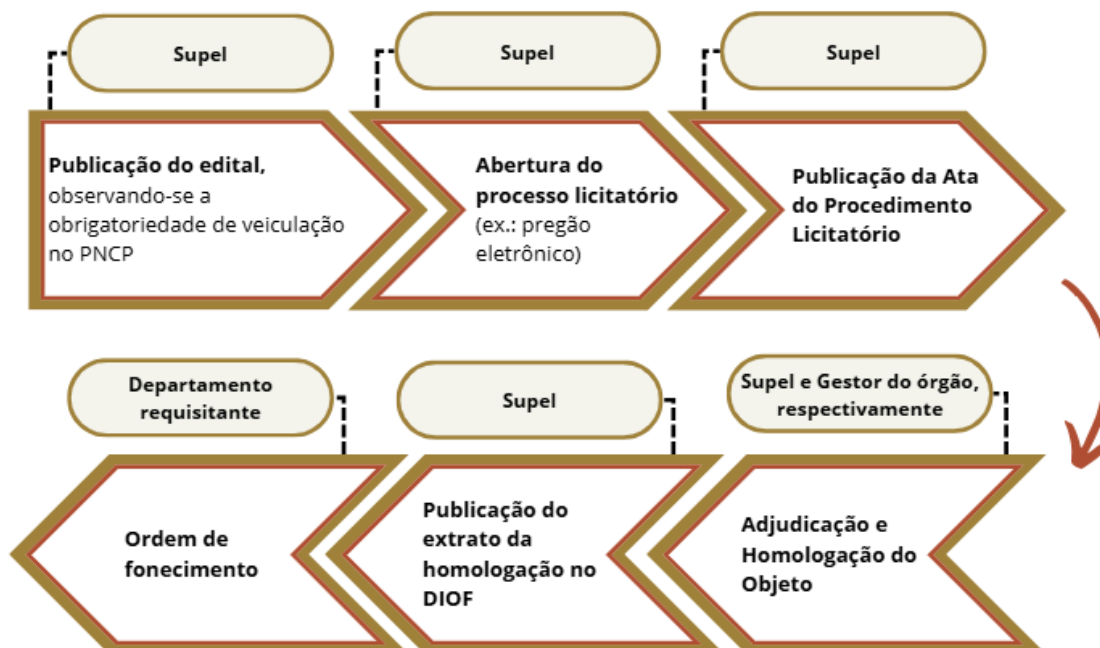 Supel
Publicação do edital,
observando-se a
obrigatoriedade de veiculação
no PNCP
Supel
Abertura do
processo licitatório
(ex.: pregão
eletrônico)
Supel
Publicação da Ata
do Procedimento
Licitatório
Supel e Gestor do órgão,
respectivamente
Adjudicação e
Homologação do
Objeto
Supel
Publicação do
extrato da
homologação no
DIOF
Departamento
requisitante
Ordem de
fonecimento